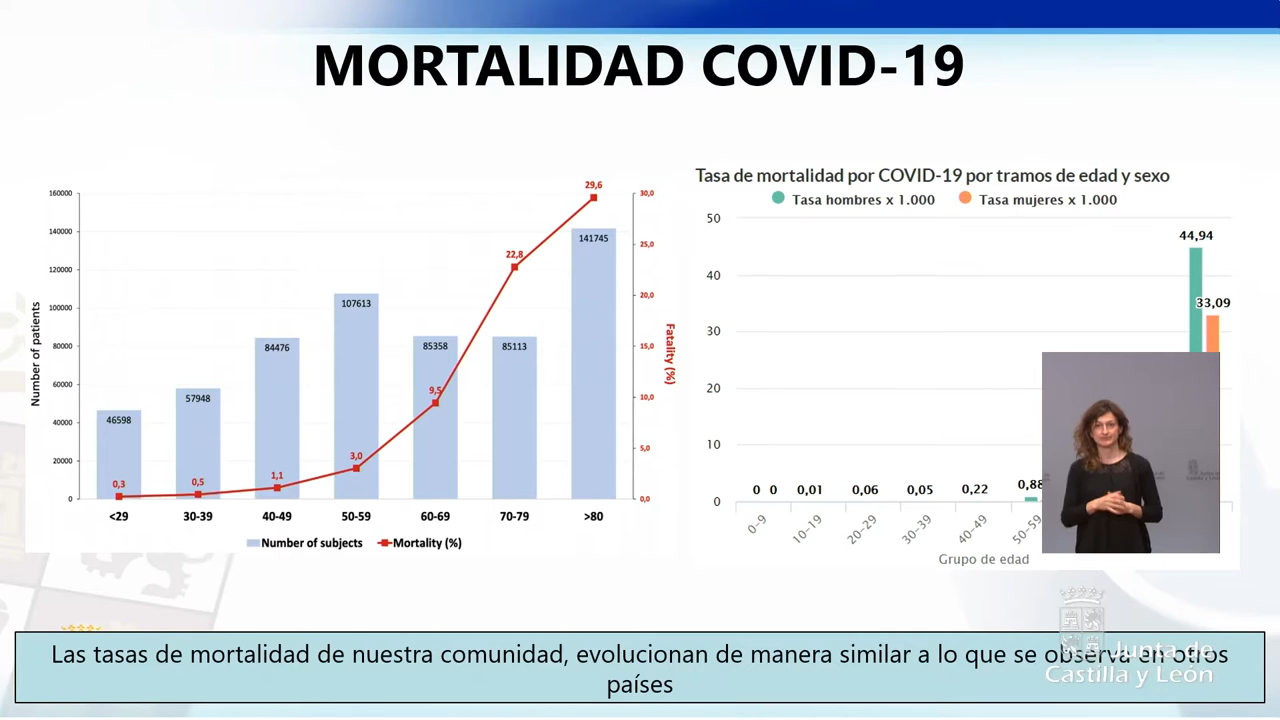 MORTALIDAD COVID-19
160000
140000
120000
100000
80000
60000
40000
20000
0
Number of patients
46598
57948
84476
107613
85358
85113
141745
0,3
0,5
1,1
3,0
9,5
22,8
29,6
30,0
25,0
20,0
15,0
10,0
5,0
0,0
Fatality (%)
<29 30-39 40-49 50-59 60-69 70-79 >80
Number of subjects Mortality (%)
Tasa de mortalidad por COVID-19 por tramos de edad y sexo
Tasa hombres x 1.000 Tasa mujeres x 1.000
50
40
30
20
10
0
44,94
33,09
0 0 0,01 0,06 0,05 0,22 0,88
0-9 10-19 20-29 30-39 40-49 50-59
Grupo de edad
Las tasas de mortalidad de nuestra comunidad, evolucionan de manera similar a lo que se observa en otros
países
Junta de
Castilla y León